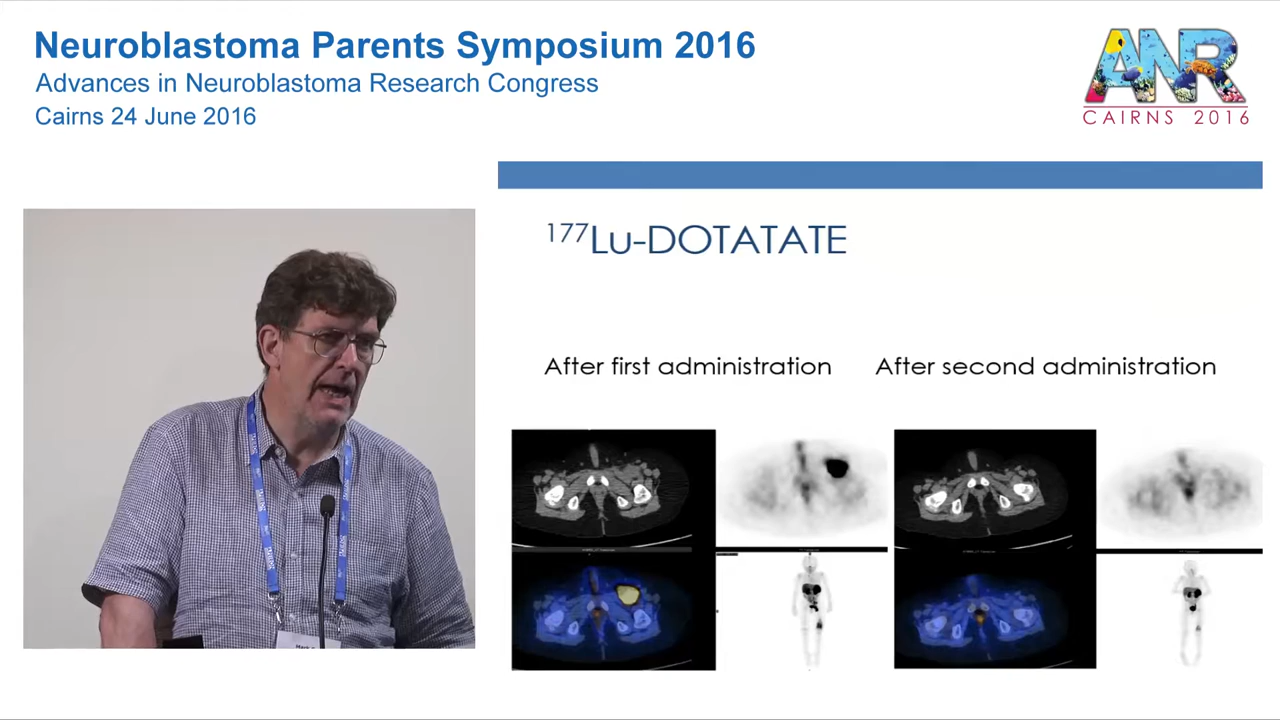 Neuroblastoma Parents Symposium 2016
Advances in Neuroblastoma Research Congress
Cairns 24 June 2016
ANR
CAIRNS 2016
¹⁷⁷Lu-DOTATATE
After first administration
After second administration
Mark